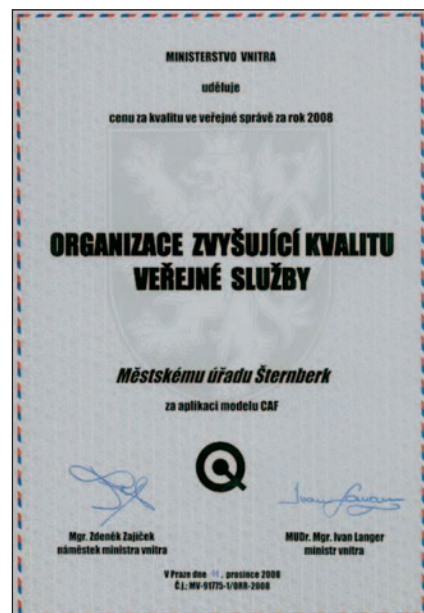 MINISTERSTVO VNITRA
uděluje
cenu za kvalitu ve veřejné správě za rok 2008
ORGANIZACE ZVYŠUJÍCÍ KVALITU
VEŘEJNÉ SLUŽBY
Městskému úřadu Šternberk
za aplikaci modelu CAF
Mgr. Zdeněk Zajíček
náměstek ministra vnitra
MUDr. Mgr. Ivan Langer
ministr vnitra
V Praze dne . prosince 2008
Č.j.: MV-91775-1/ORR-2008